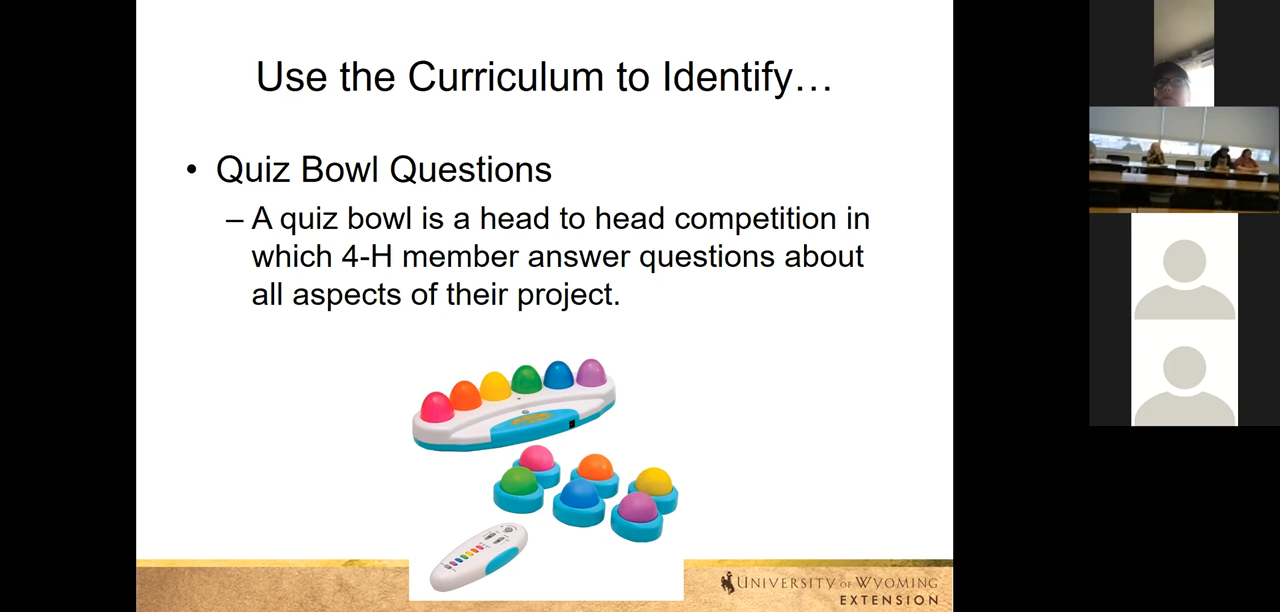 Use the Curriculum to Identify…
• Quiz Bowl Questions
– A quiz bowl is a head to head competition in
which 4-H member answer questions about
all aspects of their project.
UNIVERSITY OF WYOMING
EXTENSION